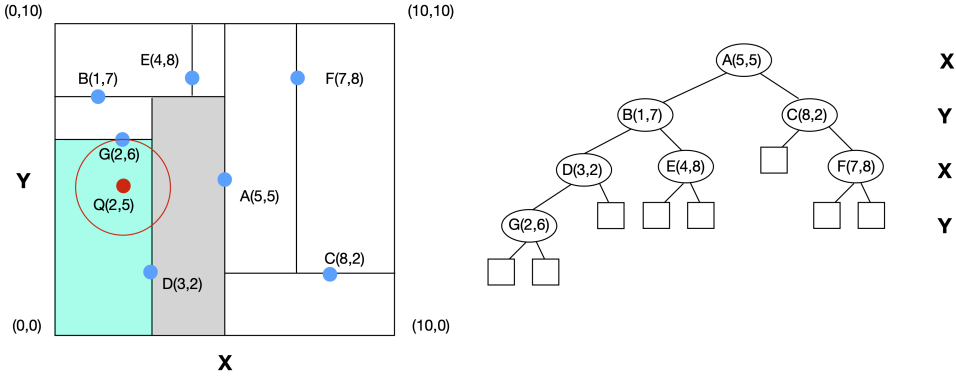 (0,10)
(10,10)
E(4,8)
B(1,7)
F(7,8)
G(2,6)
Y
Q(2,5)
A(5,5)
C(8,2)
D(3,2)
(0,0)
(10,0)
X
A(5,5)
X
B(1,7)
C(8,2)
Y
D(3,2)
E(4,8)
F(7,8)
X
G(2,6)
Y